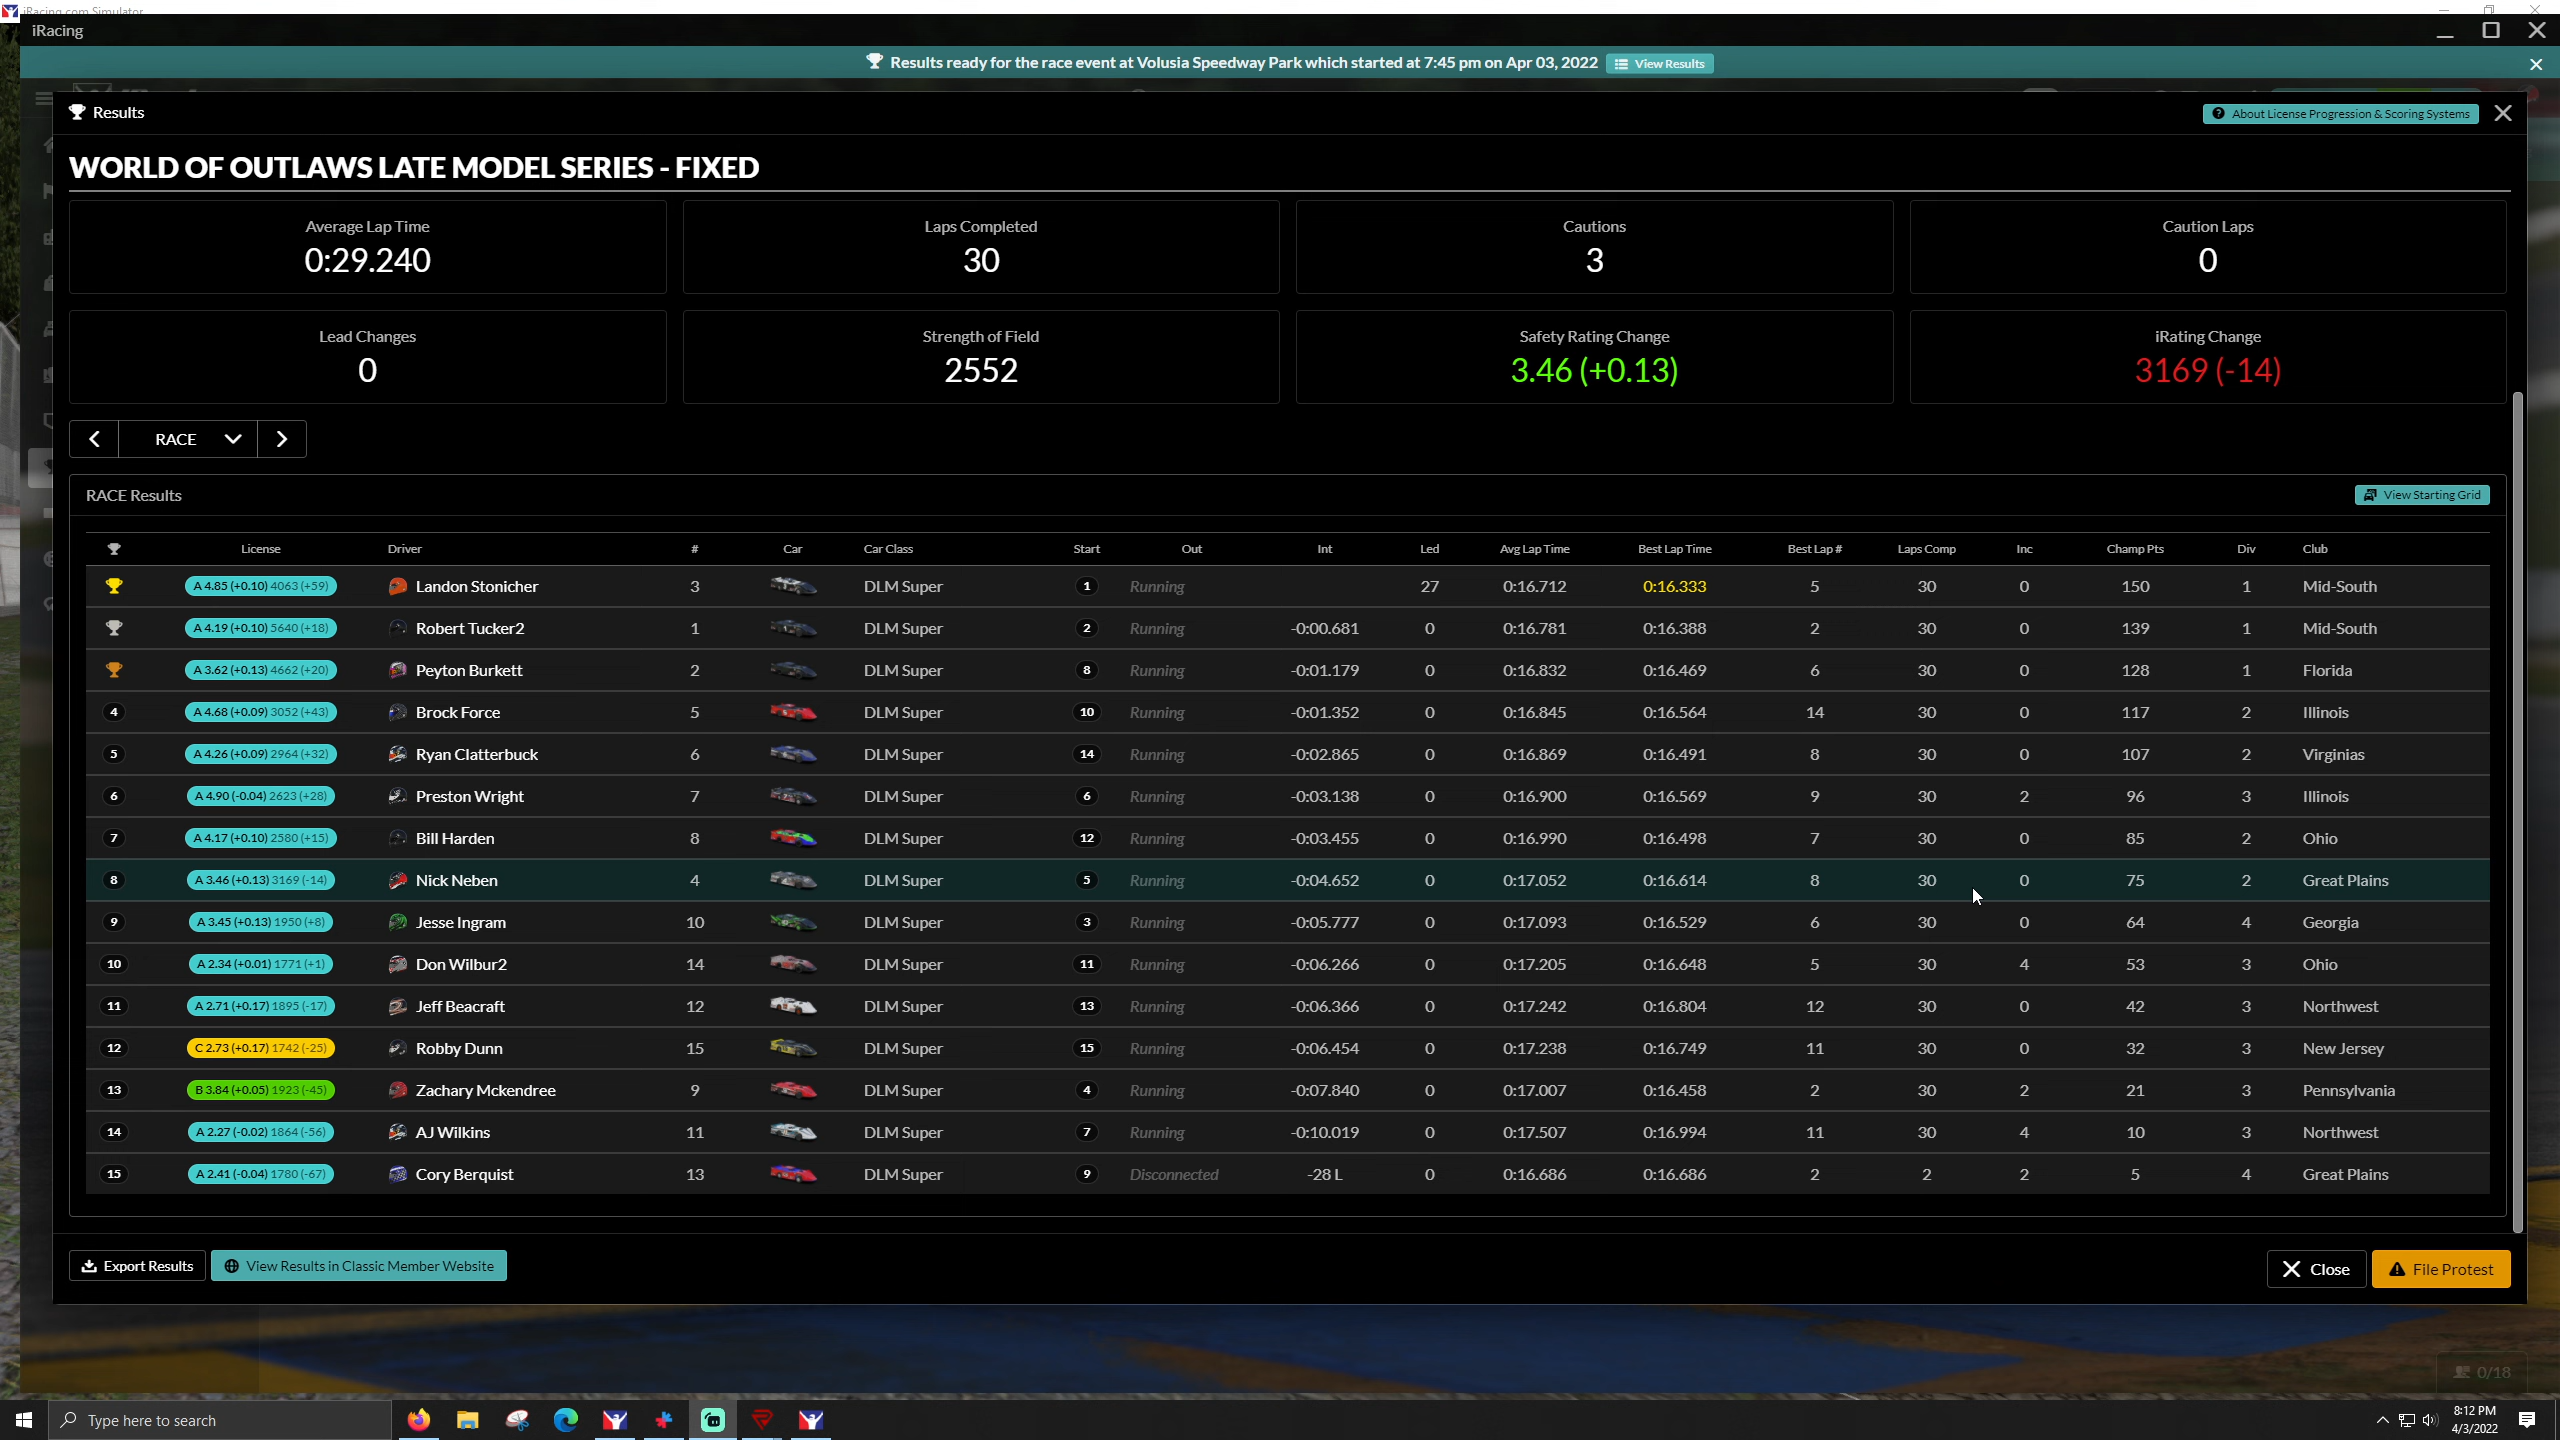 iRacing.com Simulator
iRacing
Results ready for the race event at Volusia Speedway Park which started at 7:45 pm on Apr 03, 2022 View Results
Results
About License Progression & Scoring Systems
WORLD OF OUTLAWS LATE MODEL SERIES - FIXED
Average Lap Time Laps Completed Cautions Caution Laps
0:29.240 30 3 0
Lead Changes Strength of Field Safety Rating Change iRating Change
0 2552 3.46 (+0.13) 3169 (-14)
RACE
RACE Results View Starting Grid
License Driver # Car Car Class Start Out Int Led Avg Lap Time Best Lap Time Best Lap # Laps Comp Inc Champ Pts Div Club
A 4.85 (+0.10) 4063 (+59) Landon Stonicher 3 DLM Super 1 Running 27 0:16.712 0:16.333 5 30 0 150 1 Mid-South
A 4.19 (+0.10) 5640 (+18) Robert Tucker2 1 DLM Super 2 Running -0:00.681 0 0:16.781 0:16.388 2 30 0 139 1 Mid-South
A 3.62 (+0.13) 4662 (+20) Peyton Burkett 2 DLM Super 8 Running -0:01.179 0 0:16.832 0:16.469 6 30 0 128 1 Florida
4 A 4.68 (+0.09) 3052 (+43) Brock Force 5 DLM Super 10 Running -0:01.352 0 0:16.845 0:16.564 14 30 0 117 2 Illinois
5 A 4.26 (+0.09) 2964 (+32) Ryan Clatterbuck 6 DLM Super 14 Running -0:02.865 0 0:16.869 0:16.491 8 30 0 107 2 Virginias
6 A 4.90 (-0.04) 2623 (+28) Preston Wright 7 DLM Super 6 Running -0:03.138 0 0:16.900 0:16.569 9 30 2 96 3 Illinois
7 A 4.17 (+0.10) 2580 (+15) Bill Harden 8 DLM Super 12 Running -0:03.455 0 0:16.990 0:16.498 7 30 0 85 2 Ohio
8 A 3.46 (+0.13) 3169 (-14) Nick Neben 4 DLM Super 5 Running -0:04.652 0 0:17.052 0:16.614 8 30 0 75 2 Great Plains
9 A 3.45 (+0.13) 1950 (+8) Jesse Ingram 10 DLM Super 3 Running -0:05.777 0 0:17.093 0:16.529 6 30 0 64 4 Georgia
10 A 2.34 (+0.01) 1771 (+1) Don Wilbur2 14 DLM Super 11 Running -0:06.266 0 0:17.205 0:16.648 5 30 4 53 3 Ohio
11 A 2.71 (+0.17) 1895 (-17) Jeff Beacraft 12 DLM Super 13 Running -0:06.366 0 0:17.242 0:16.804 12 30 0 42 3 Northwest
12 C 2.73 (+0.17) 1742 (-25) Robby Dunn 15 DLM Super 15 Running -0:06.454 0 0:17.238 0:16.749 11 30 0 32 3 New Jersey
13 B 3.84 (+0.05) 1923 (-45) Zachary Mckendree 9 DLM Super 4 Running -0:07.840 0 0:17.007 0:16.458 2 30 2 21 3 Pennsylvania
14 A 2.27 (-0.02) 1864 (-56) AJ Wilkins 11 DLM Super 7 Running -0:10.019 0 0:17.507 0:16.994 11 30 4 10 3 Northwest
15 A 2.41 (-0.04) 1780 (-67) Cory Berquist 13 DLM Super 9 Disconnected -28 L 0 0:16.686 0:16.686 2 2 2 5 4 Great Plains
Export Results View Results in Classic Member Website Close File Protest
0/18
Type here to search
8:12 PM
4/3/2022